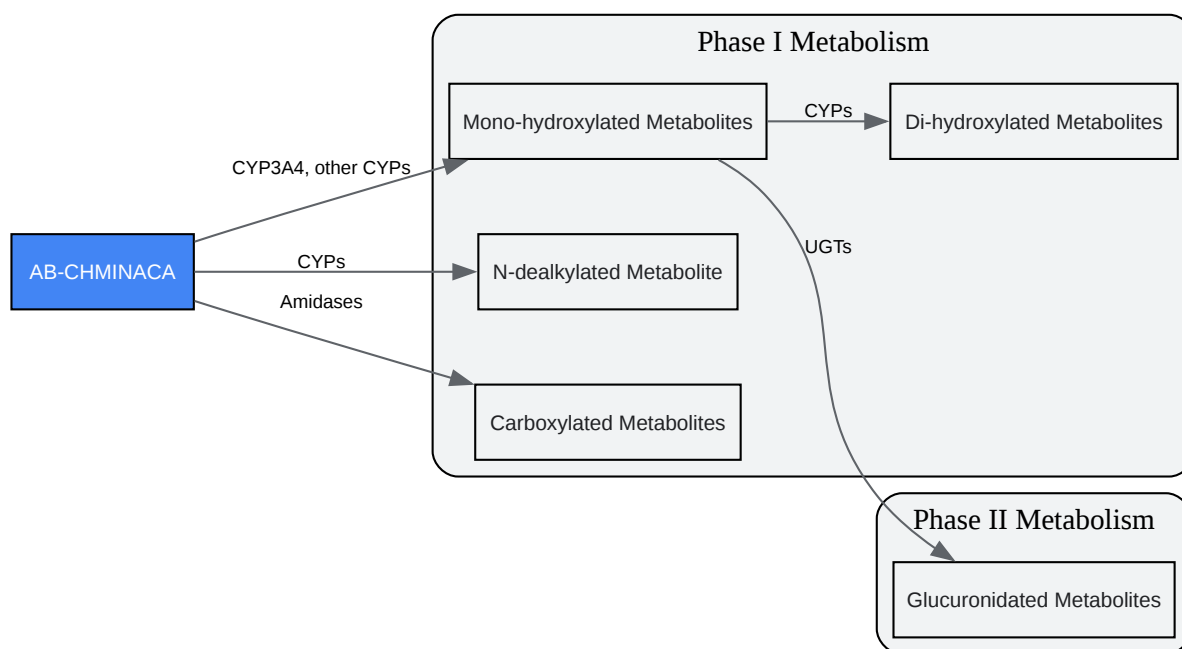 Phase I Metabolism
Mono-hydroxylated Metabolites
CYPs
Di-hydroxylated Metabolites
CYP3A4, other CYPs
AB-CHMINACA
CYPs
N-dealkylated Metabolite
UGTs
Amidases
Carboxylated Metabolites
Phase II Metabolism
Glucuronidated Metabolites